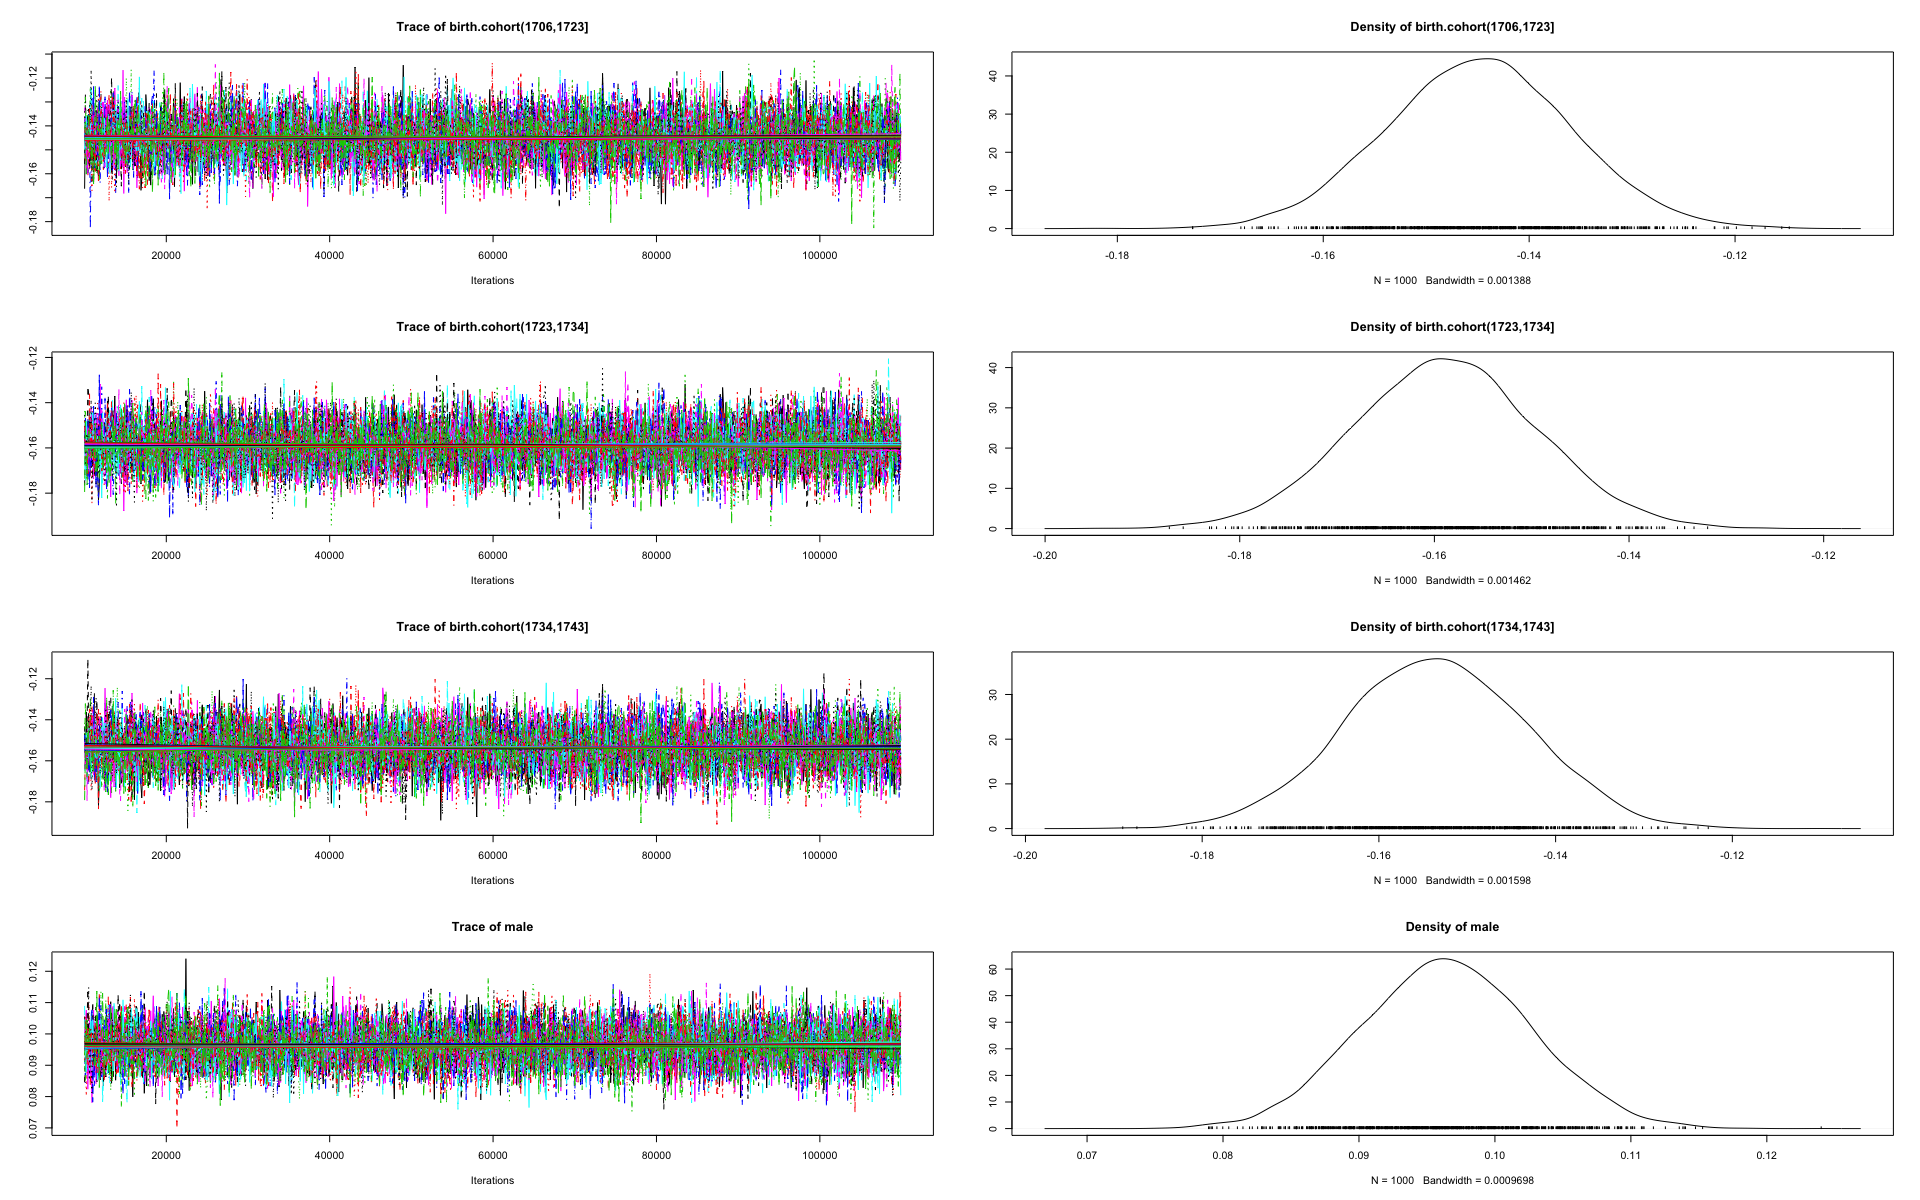 Trace of birth.cohort(1706,1723]
-0.12
-0.14
-0.16
-0.18
20000 40000 60000 80000 100000
Iterations
Density of birth.cohort(1706,1723]
40
30
20
10
0
-0.18 -0.16 -0.14 -0.12
N = 1000 Bandwidth = 0.001388
Trace of birth.cohort(1723,1734]
-0.12
-0.14
-0.16
-0.18
20000 40000 60000 80000 100000
Iterations
Density of birth.cohort(1723,1734]
40
30
20
10
0
-0.20 -0.18 -0.16 -0.14 -0.12
N = 1000 Bandwidth = 0.001462
Trace of birth.cohort(1734,1743]
-0.12
-0.14
-0.16
-0.18
20000 40000 60000 80000 100000
Iterations
Density of birth.cohort(1734,1743]
30
20
10
0
-0.20 -0.18 -0.16 -0.14 -0.12
N = 1000 Bandwidth = 0.001598
Trace of male
0.12
0.11
0.10
0.09
0.08
0.07
20000 40000 60000 80000 100000
Iterations
Density of male
60
50
40
30
20
10
0
0.07 0.08 0.09 0.10 0.11 0.12
N = 1000 Bandwidth = 0.0009698